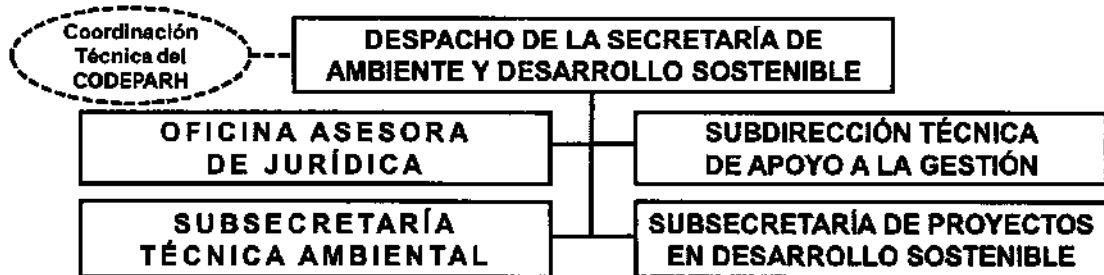 Coordinación
Técnica del
CODEPARH
DESPACHO DE LA SECRETARÍA DE
AMBIENTE Y DESARROLLO SOSTENIBLE
OFICINA ASESORA
DE JURÍDICA
SUBDIRECCIÓN TÉCNICA
DE APOYO A LA GESTIÓN
SUBSECRETARÍA
TÉCNICA AMBIENTAL
SUBSECRETARÍA DE PROYECTOS
EN DESARROLLO SOSTENIBLE